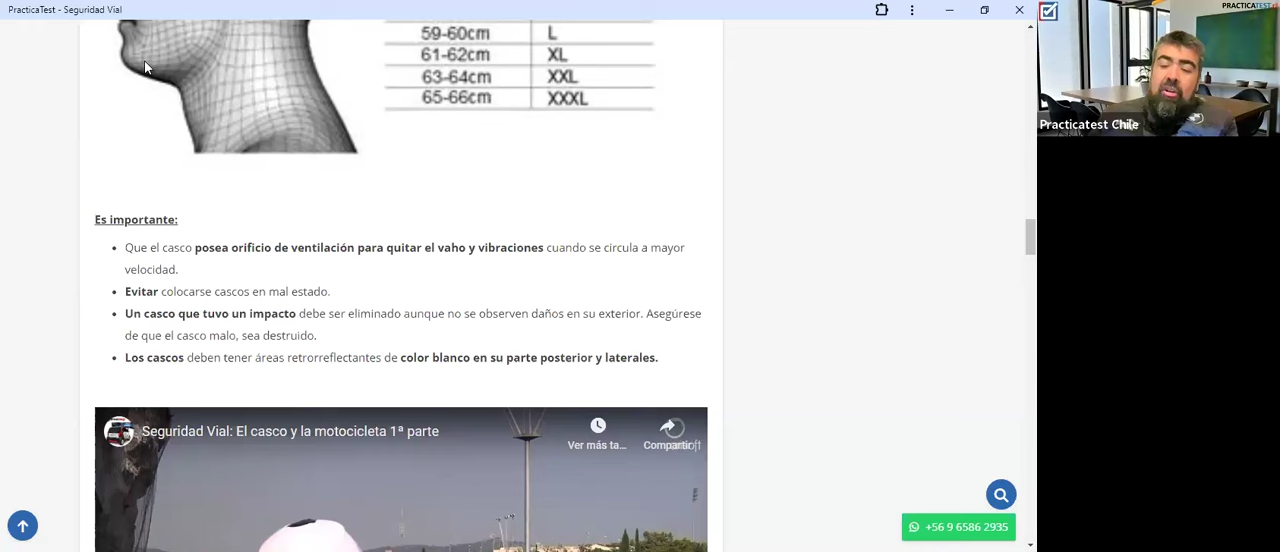 PracticaTest - Seguridad Vial
PRACTICATEST
59-60cm L
61-62cm XL
63-64cm XXL
65-66cm XXXL
Practicatest Chile
Es importante:
Que el casco posea orificio de ventilación para quitar el vaho y vibraciones cuando se circula a mayor
velocidad.
Evitar colocarse cascos en mal estado.
Un casco que tuvo un impacto debe ser eliminado aunque no se observen daños en su exterior. Asegúrese
de que el casco malo, sea destruido.
Los cascos deben tener áreas retrorreflectantes de color blanco en su parte posterior y laterales.
Seguridad Vial: El casco y la motocicleta 1ª parte
Ver más ta...
Compartir
+56 9 6586 2935